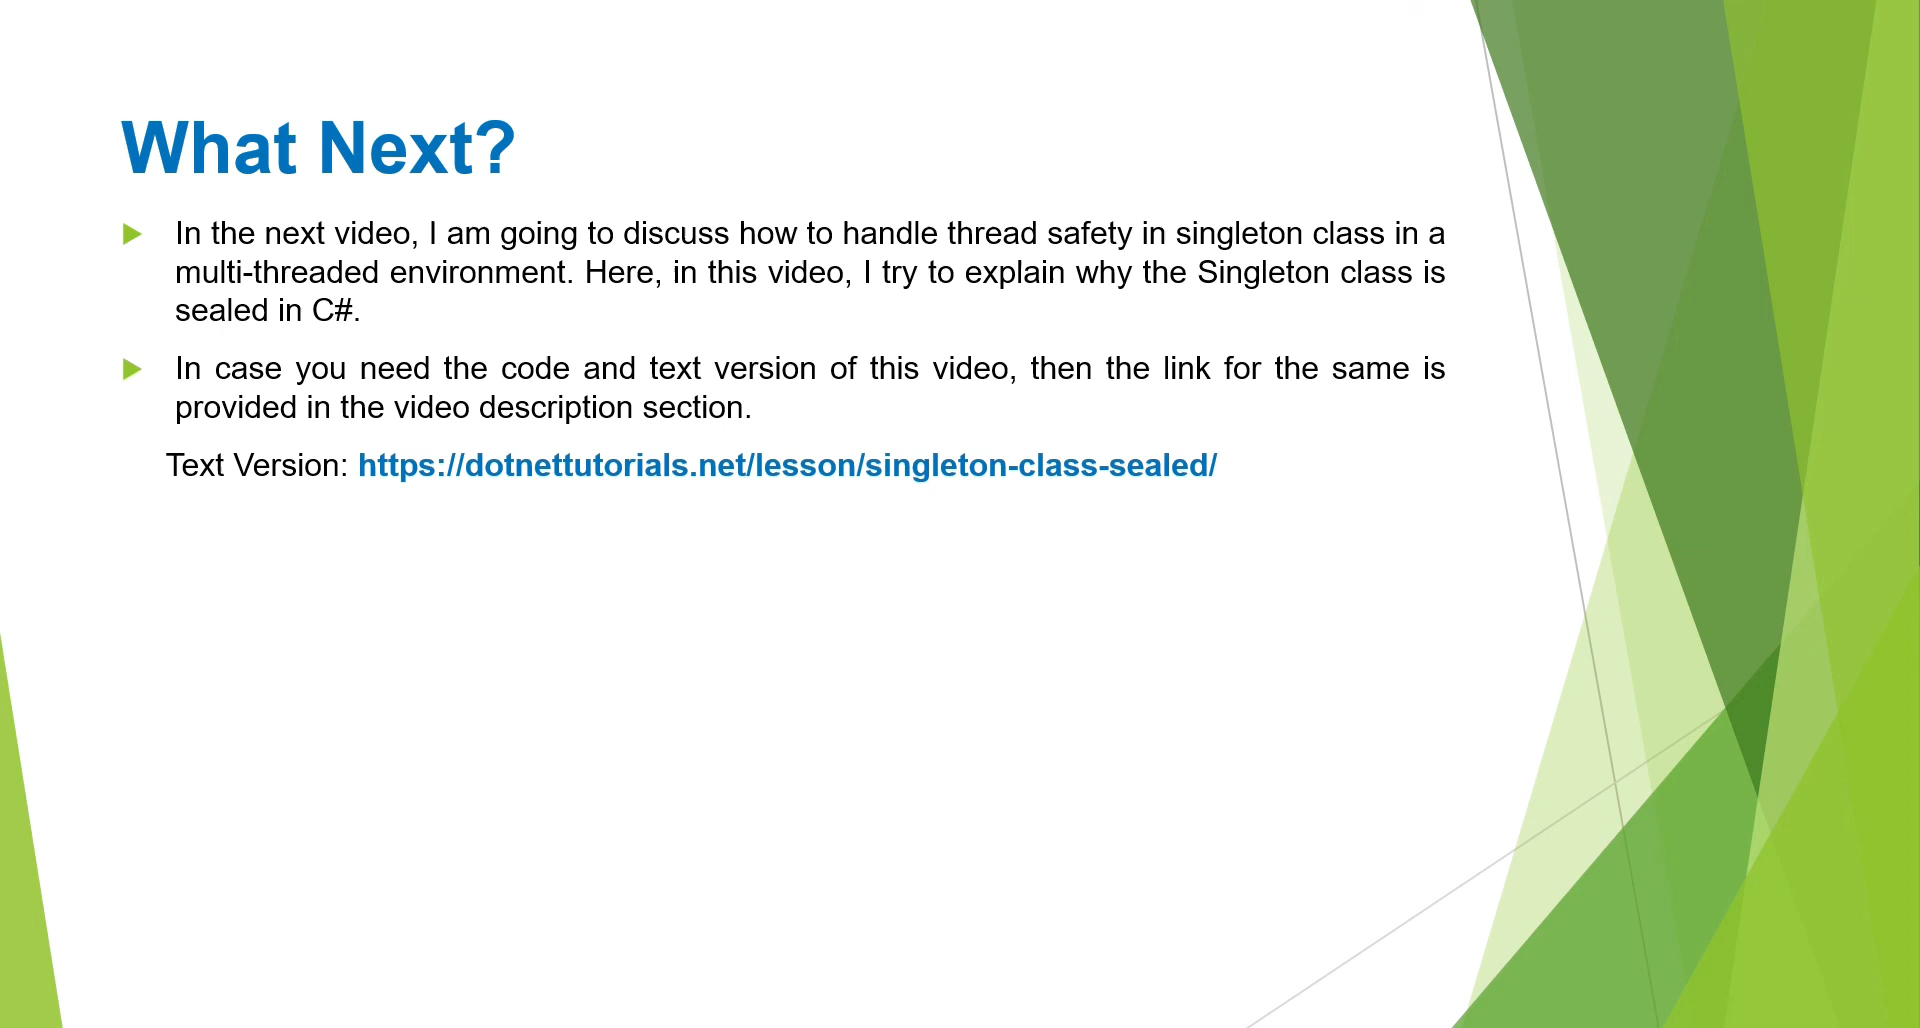 What Next?
In the next video, I am going to discuss how to handle thread safety in singleton class in a
multi-threaded environment. Here, in this video, I try to explain why the Singleton class is
sealed in C#.
In case you need the code and text version of this video, then the link for the same is
provided in the video description section.
Text Version: https://dotnettutorials.net/lesson/singleton-class-sealed/